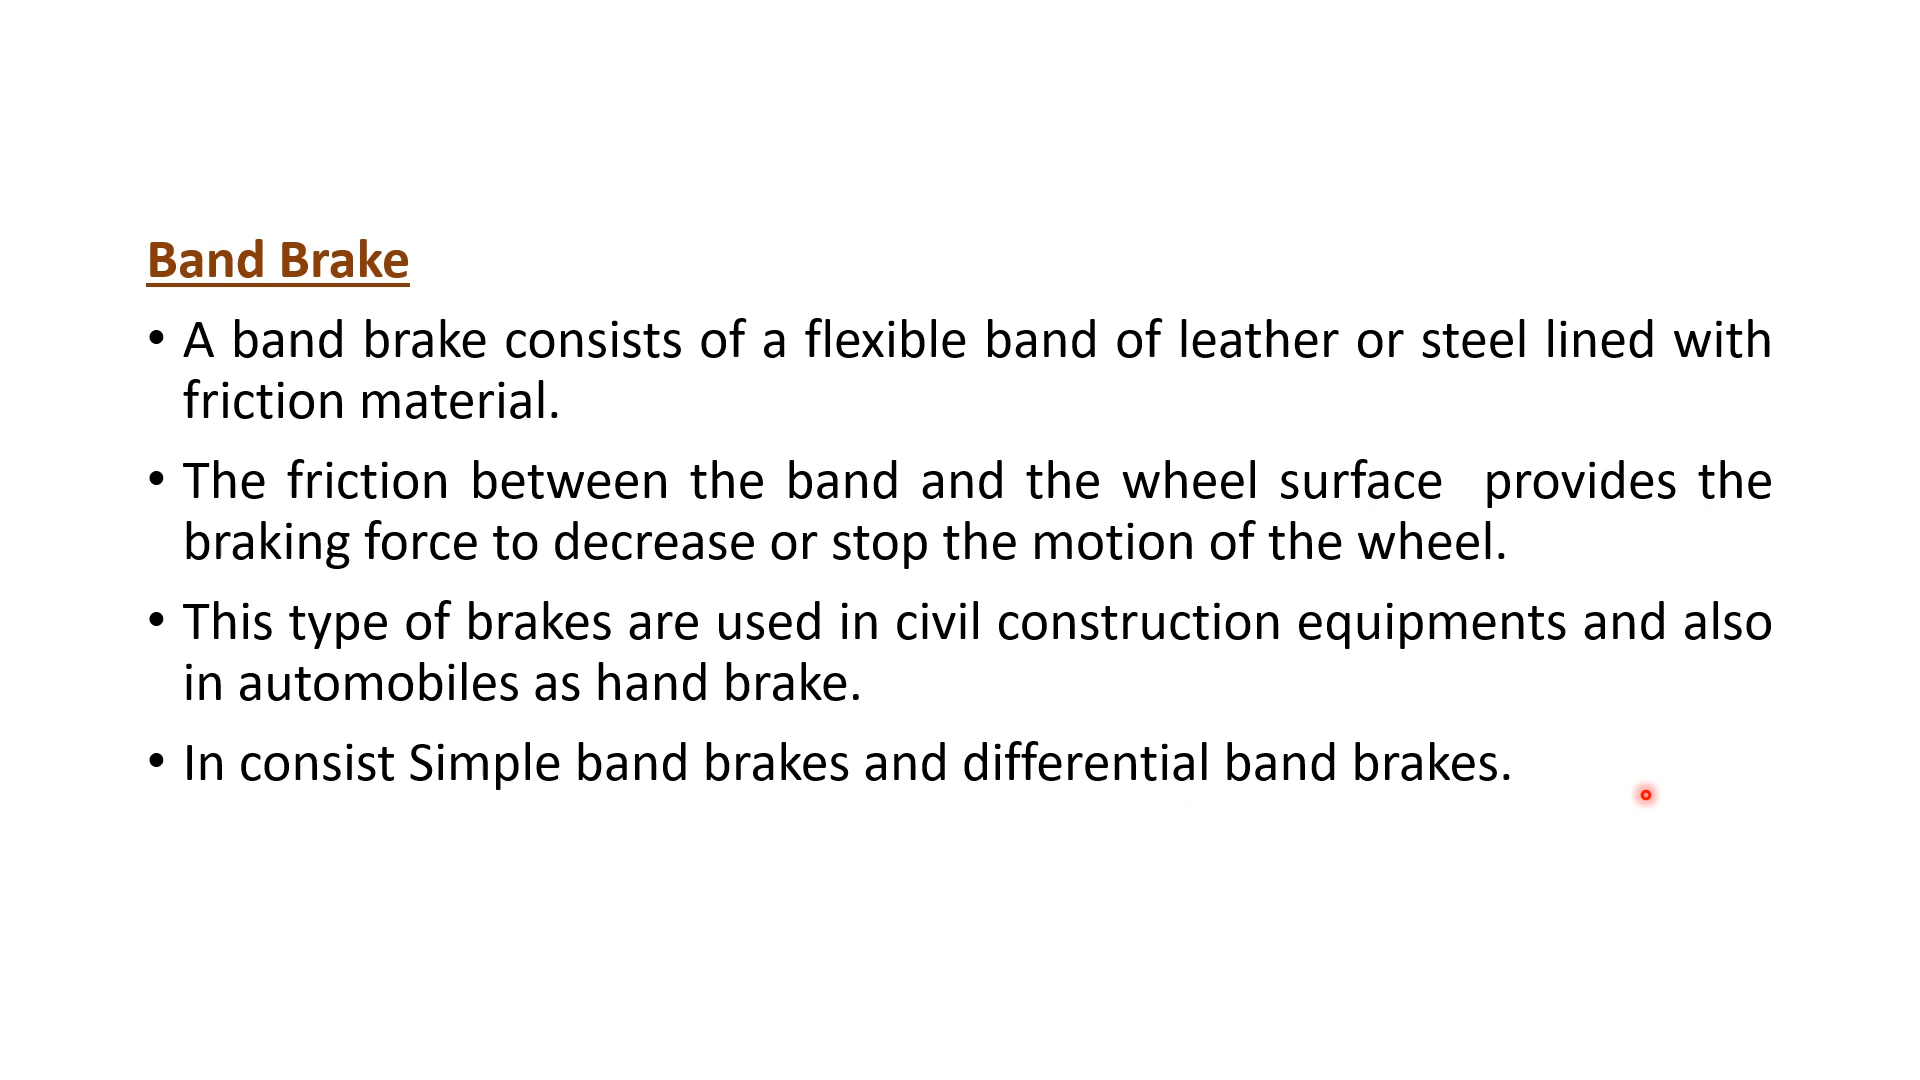 Band Brake
• A band brake consists of a flexible band of leather or steel lined with
friction material.
• The friction between the band and the wheel surface  provides the
braking force to decrease or stop the motion of the wheel.
• This type of brakes are used in civil construction equipments and also
in automobiles as hand brake.
• In consist Simple band brakes and differential band brakes.